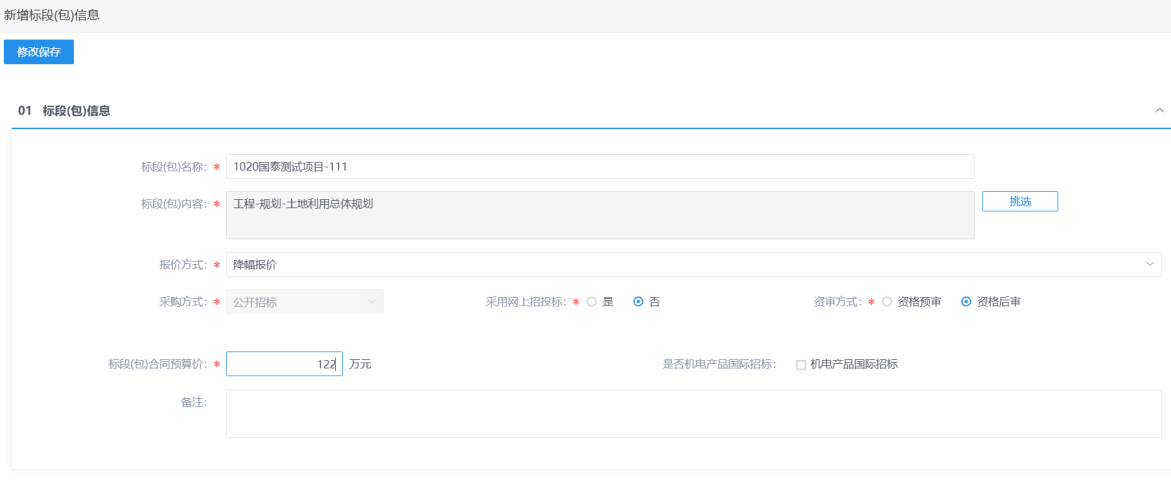 新增标段(包)信息
修改保存
01 标段(包)信息
标段(包)名称: * 1020国泰测试项目-111
标段(包)内容: * 工程-规划-土地利用总体规划 挑选
报价方式: * 降幅报价
采购方式: * 公开招标 采用网上招投标: * 是 否 资审方式: * 资格预审 资格后审
标段(包)合同预算价: * 122 万元 是否机电产品国际招标: 机电产品国际招标
备注: